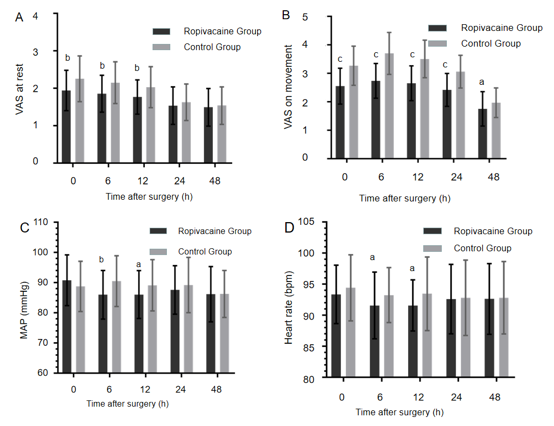 A
Ropivacaine Group
Control Group
VAS at rest
4
3
2
1
0
b b b
0 6 12 24 48
Time after surgery (h)
B
Ropivacaine Group
Control Group
VAS on movement
5
4
3
2
1
0
c c c c a
0 6 12 24 48
Time after surgery (h)
C
Ropivacaine Group
Control Group
MAP (mmHg)
110
100
90
80
70
60
b a
0 6 12 24 48
Time after surgery (h)
D
Ropivacaine Group
Control Group
Heart rate (bpm)
105
100
95
90
85
80
a a
0 6 12 24 48
Time after surgery (h)